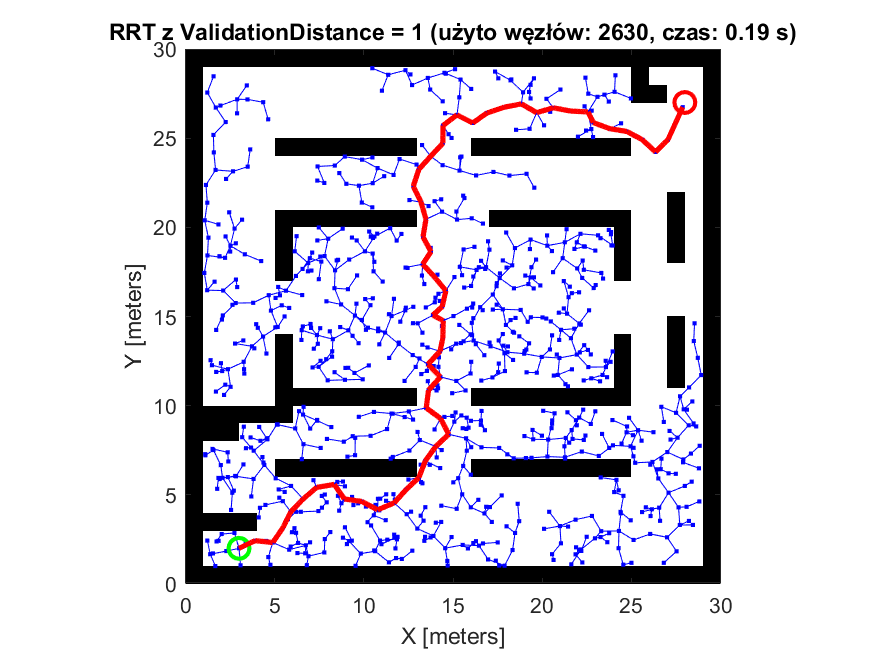 RRT z ValidationDistance = 1 (użyto węzłów: 2630, czas: 0.19 s)
30
25
20
15
10
5
0
Y [meters]
0 5 10 15 20 25 30
X [meters]